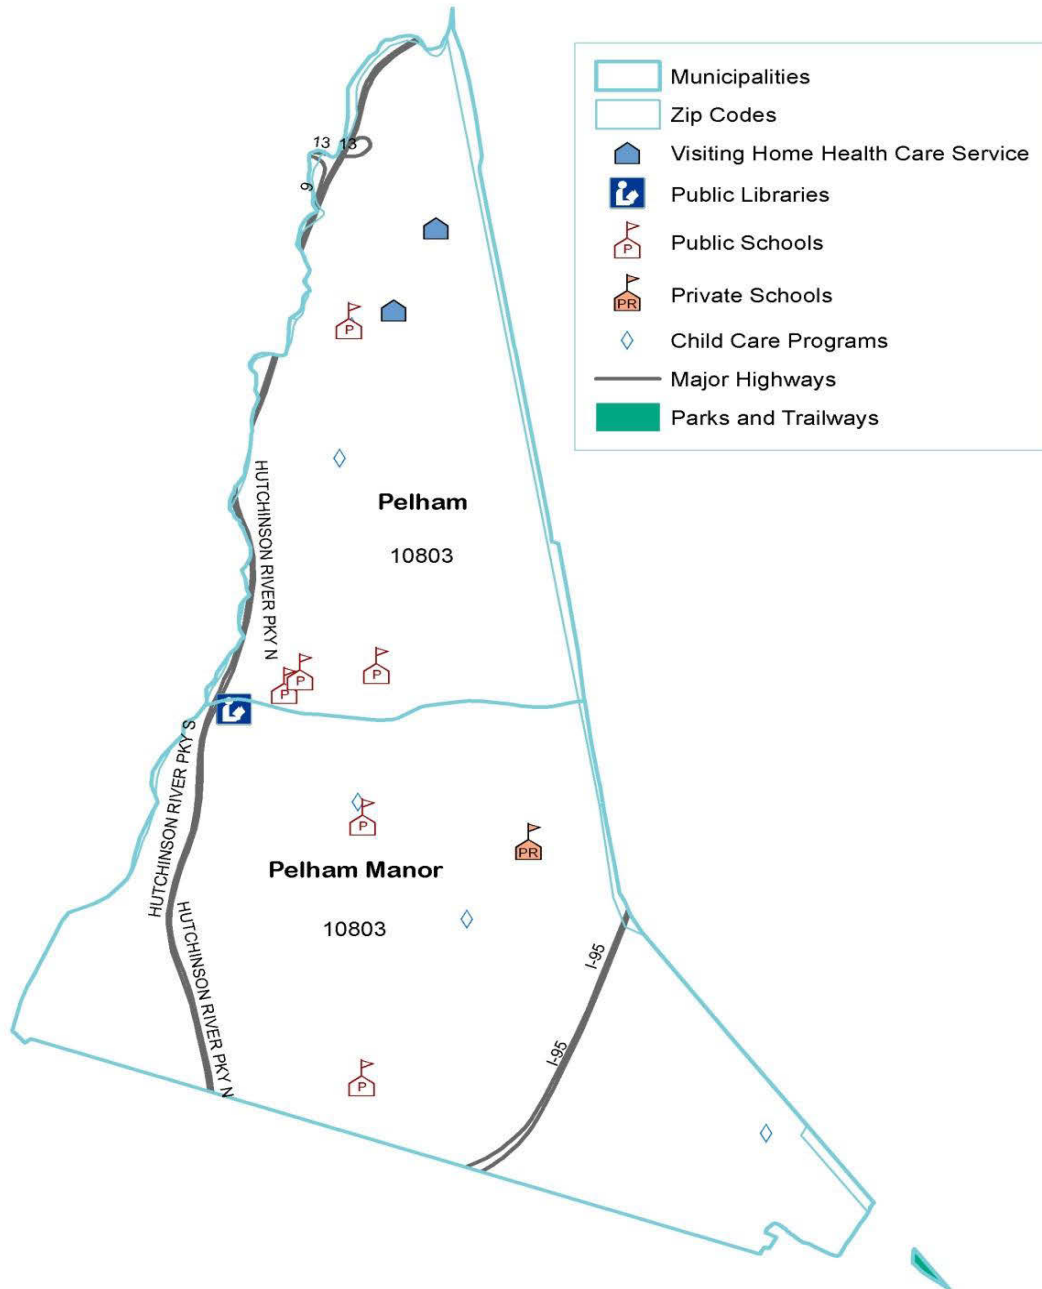 Municipalities
Zip Codes
Visiting Home Health Care Service
Public Libraries
Public Schools
Private Schools
Child Care Programs
Major Highways
Parks and Trailways
PR
P
13
13
9
P
HUTCHINSON RIVER PKY N
Pelham
10803
P
P
P
HUTCHINSON RIVER PKY S
P
PR
Pelham Manor
10803
HUTCHINSON RIVER PKY N
I-95
I-95
P